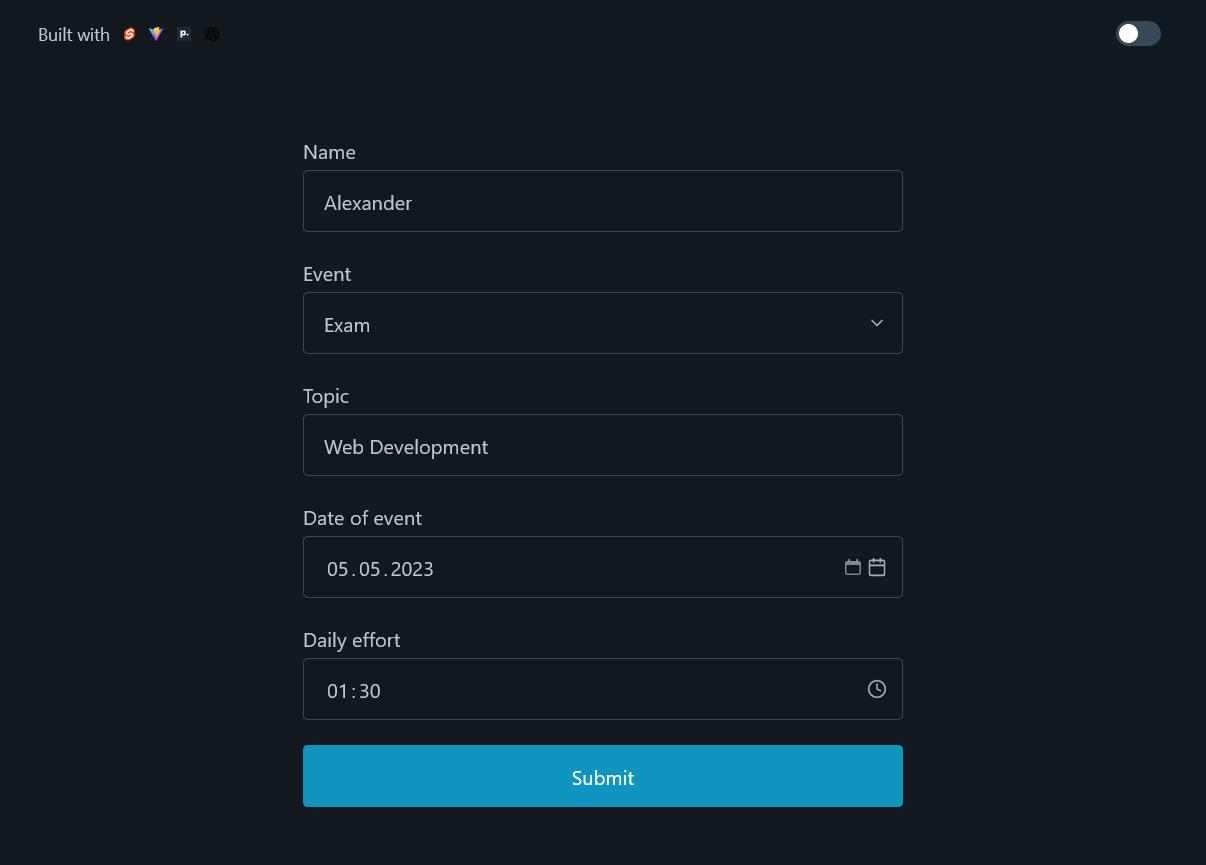 Built with
P.
Name
Alexander
Event
Exam
Topic
Web Development
Date of event
05.05.2023
Daily effort
01:30
Submit